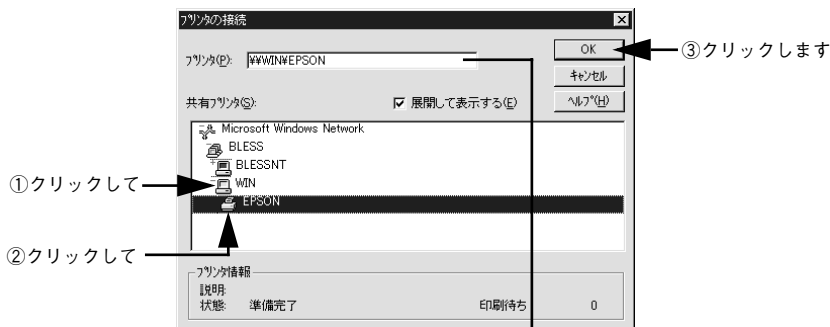 プリンタの接続
プリンタ(P): ¥¥WIN¥EPSON
OK
③クリックします
キャンセル
ヘルプ(H)
共有プリンタ(S):
展開して表示する(E)
Microsoft Windows Network
BLESS
BLESSNT
①クリックして
WIN
EPSON
②クリックして
プリンタ情報
説明:
状態: 準備完了 印刷待ち 0